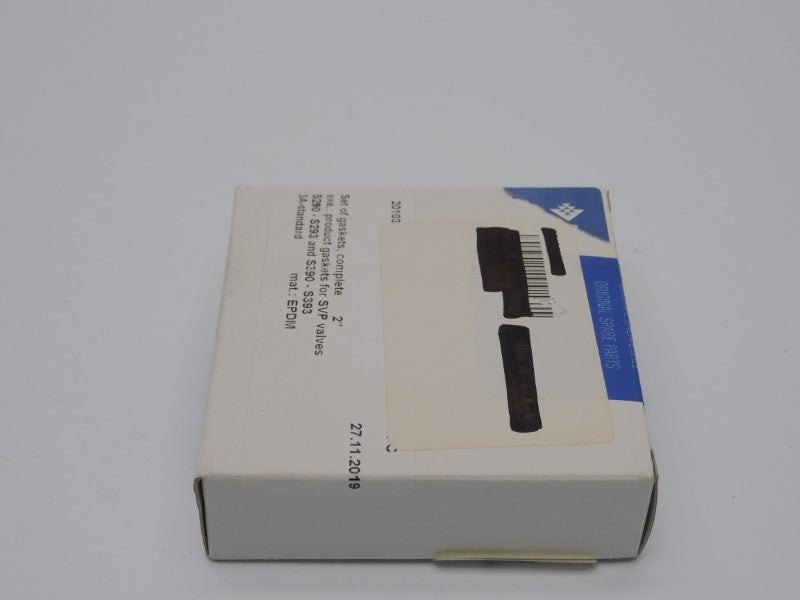 ORIGINAL SPARE PARTS
20103
Set of gaskets, complete 2"
exe.: product gaskets for SVP valves
S290 - S293 and S390 - S393
3A-standard mat.: EPDM
27.11.2019